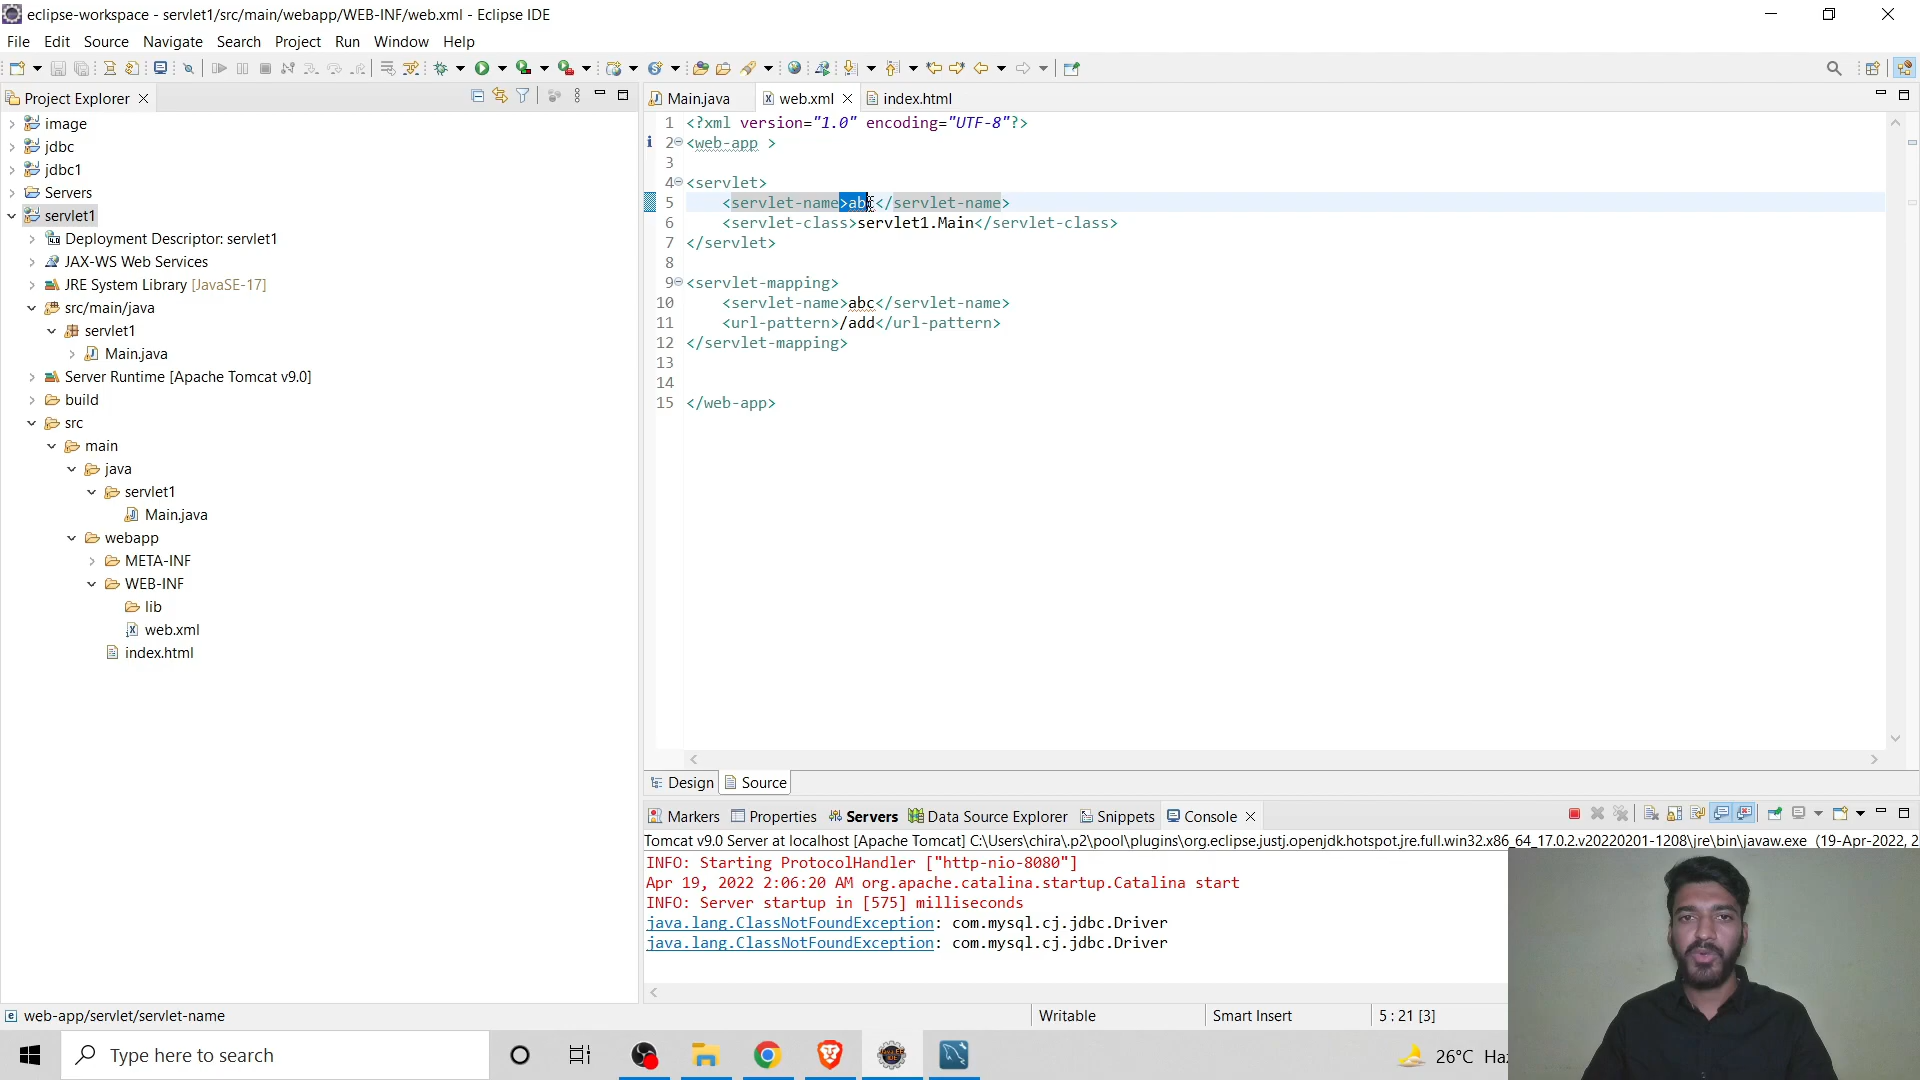 eclipse-workspace - servlet1/src/main/webapp/WEB-INF/web.xml - Eclipse IDE
File Edit Source Navigate Search Project Run Window Help
Project Explorer
image
jdbc
jdbc1
Servers
servlet1
Deployment Descriptor: servlet1
JAX-WS Web Services
JRE System Library [JavaSE-17]
src/main/java
servlet1
Main.java
Server Runtime [Apache Tomcat v9.0]
build
src
main
java
servlet1
Main.java
webapp
META-INF
WEB-INF
lib
web.xml
index.html
Main.java web.xml index.html
1 <?xml version="1.0" encoding="UTF-8"?>
2 <web-app >
3
4 <servlet>
5 <servlet-name>abc</servlet-name>
6 <servlet-class>servlet1.Main</servlet-class>
7 </servlet>
8
9 <servlet-mapping>
10 <servlet-name>abc</servlet-name>
11 <url-pattern>/add</url-pattern>
12 </servlet-mapping>
13
14
15 </web-app>
Design Source
Markers Properties Servers Data Source Explorer Snippets Console
Tomcat v9.0 Server at localhost [Apache Tomcat] C:\Users\chira\.p2\pool\plugins\org.eclipse.justj.openjdk.hotspot.jre.full.win32.x86_64_17.0.2.v20220201-1208\jre\bin\javaw.exe (19-Apr-2022, 2
INFO: Starting ProtocolHandler ["http-nio-8080"]
Apr 19, 2022 2:06:20 AM org.apache.catalina.startup.Catalina start
INFO: Server startup in [575] milliseconds
java.lang.ClassNotFoundException: com.mysql.cj.jdbc.Driver
java.lang.ClassNotFoundException: com.mysql.cj.jdbc.Driver
web-app/servlet/servlet-name Writable Smart Insert 5 : 21 [3]
Type here to search
26°C Ha